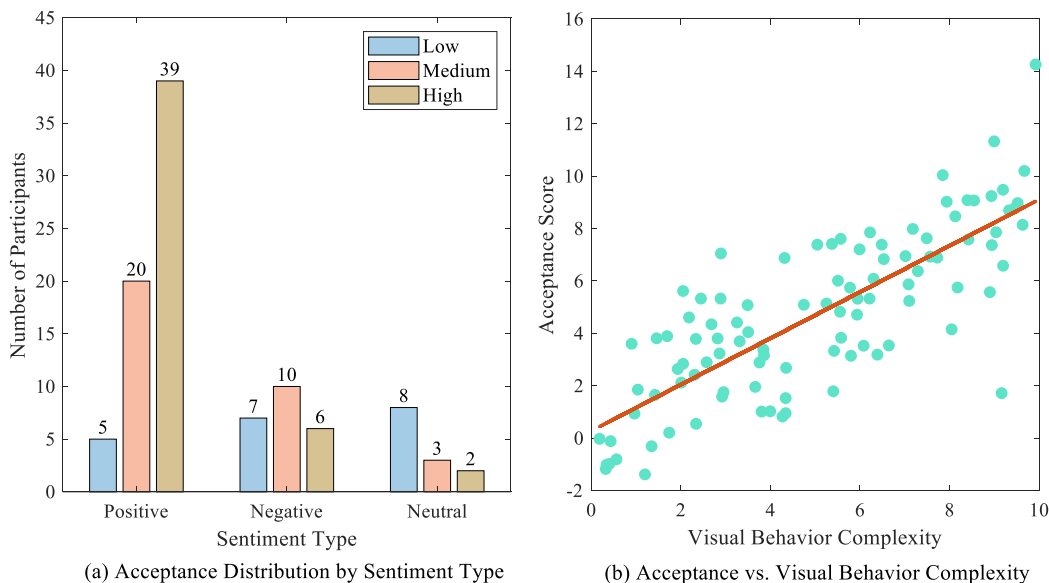 45
40
35
30
25
20
15
10
5
0
Number of Participants
Low
Medium
High
5
20
39
7
10
6
8
3
2
Positive Negative Neutral
Sentiment Type
(a) Acceptance Distribution by Sentiment Type
16
14
12
10
8
6
4
2
0
-2
Acceptance Score
0 2 4 6 8 10
Visual Behavior Complexity
(b) Acceptance vs. Visual Behavior Complexity